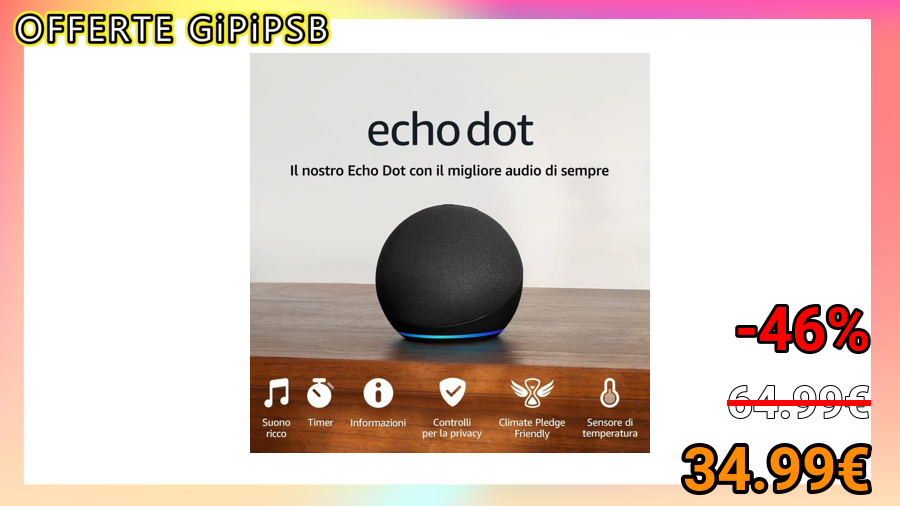 OFFERTE GiPiPSB
echo dot
Il nostro Echo Dot con il migliore audio di sempre
Suono
ricco
Timer
Informazioni
Controlli
per la privacy
Climate Pledge
Friendly
Sensore di
temperatura
-46%
64.99€
34.99€